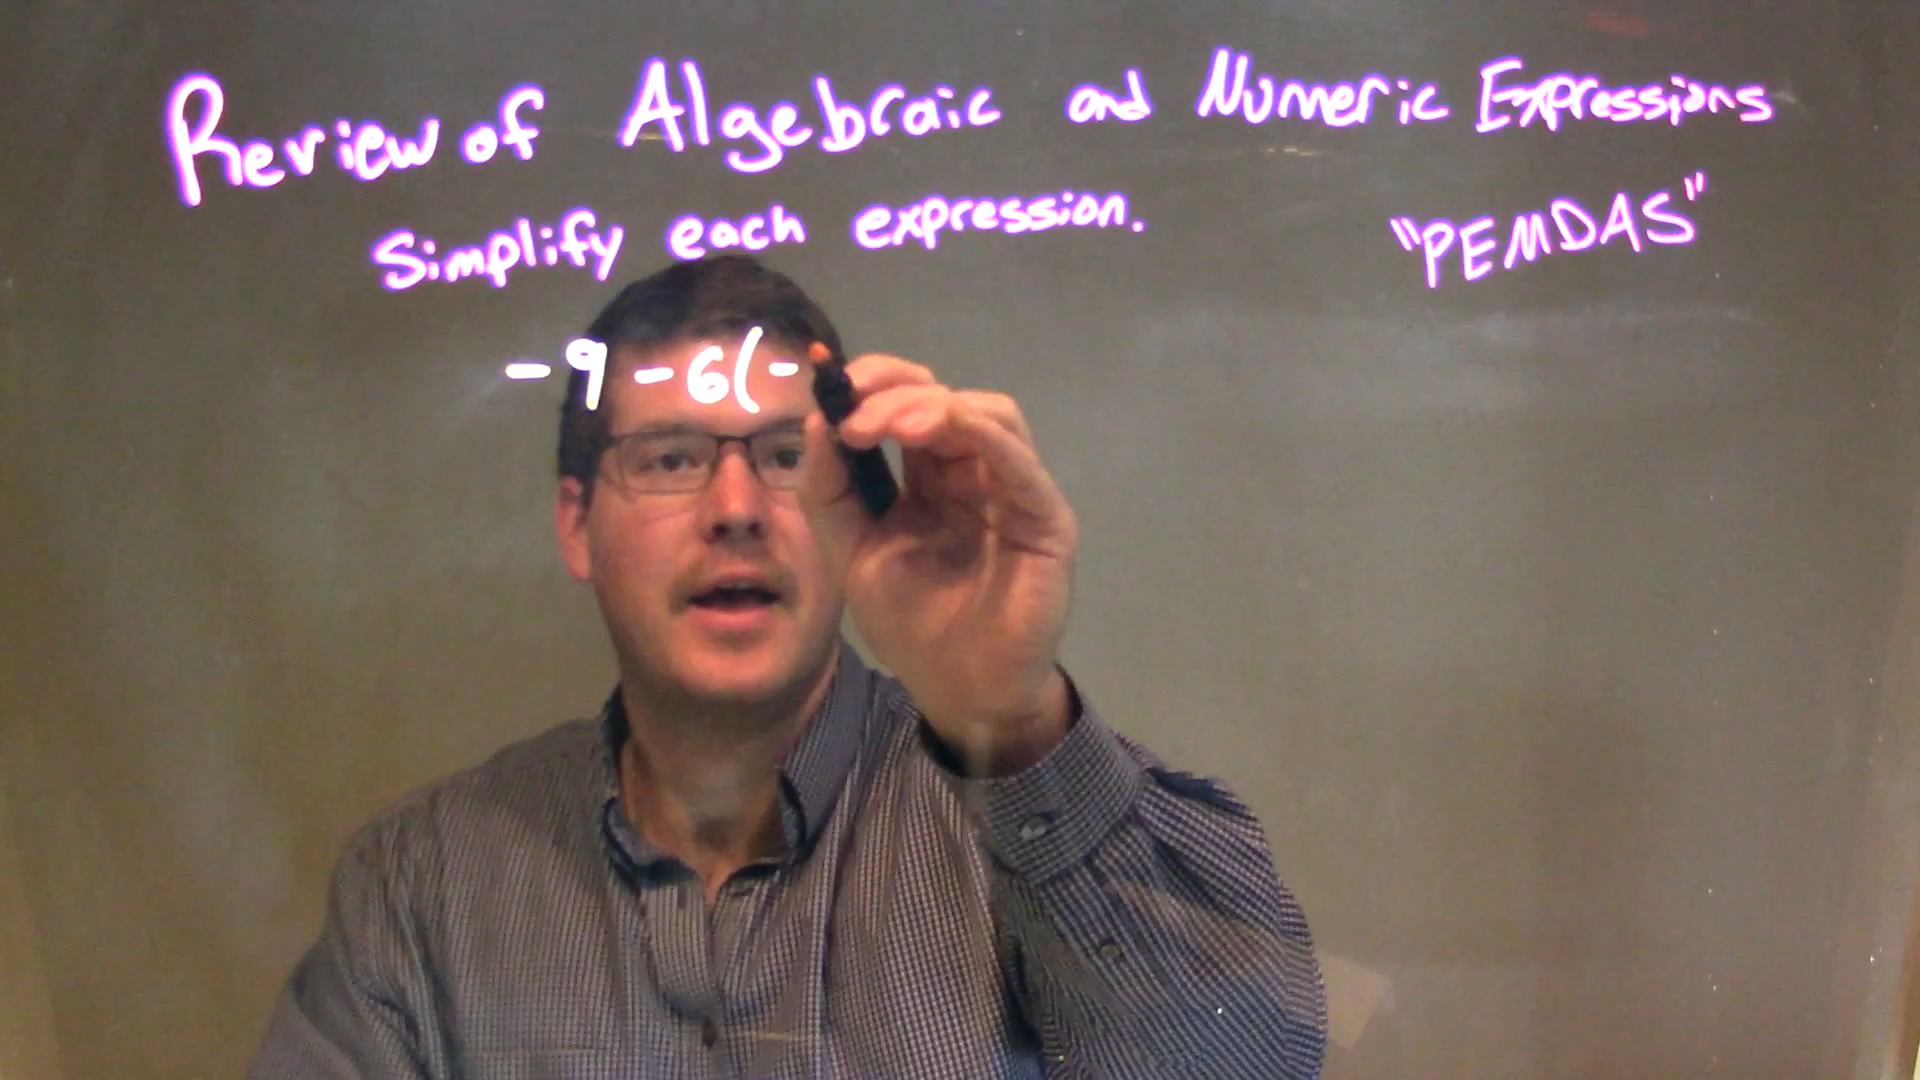 Review of Algebraic and Numeric Expressions
Simplify each expression.
"PEMDAS"
-9 -6(-